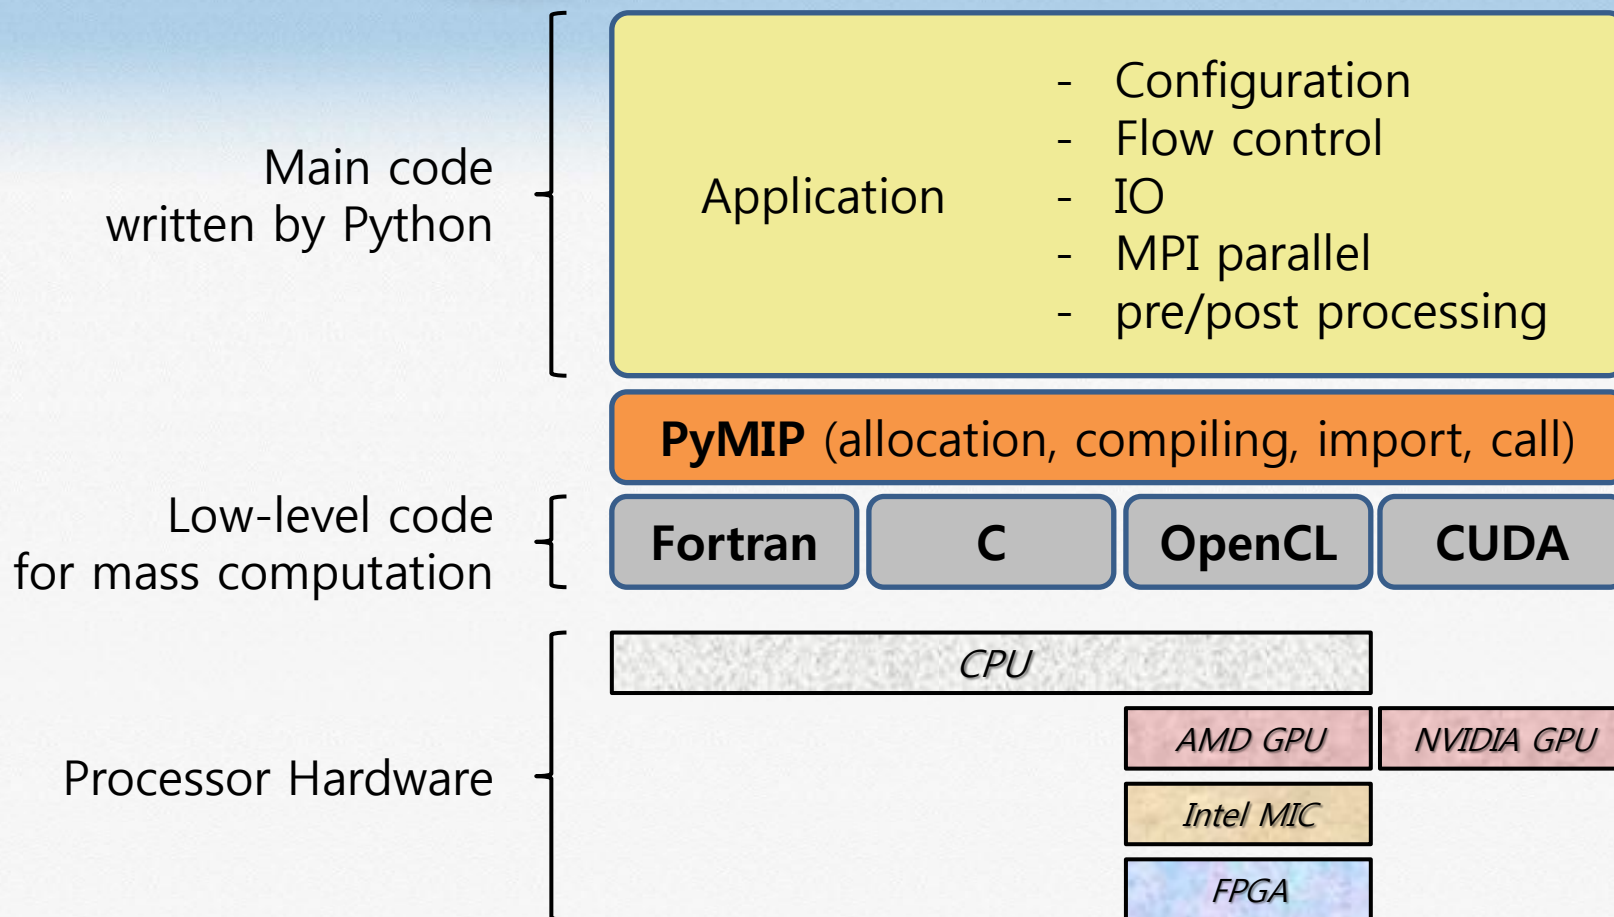 Main code
written by Python
Application
- Configuration
- Flow control
- IO
- MPI parallel
- pre/post processing
PyMIP (allocation, compiling, import, call)
Low-level code
for mass computation
Fortran
C
OpenCL
CUDA
Processor Hardware
CPU
AMD GPU
NVIDIA GPU
Intel MIC
FPGA